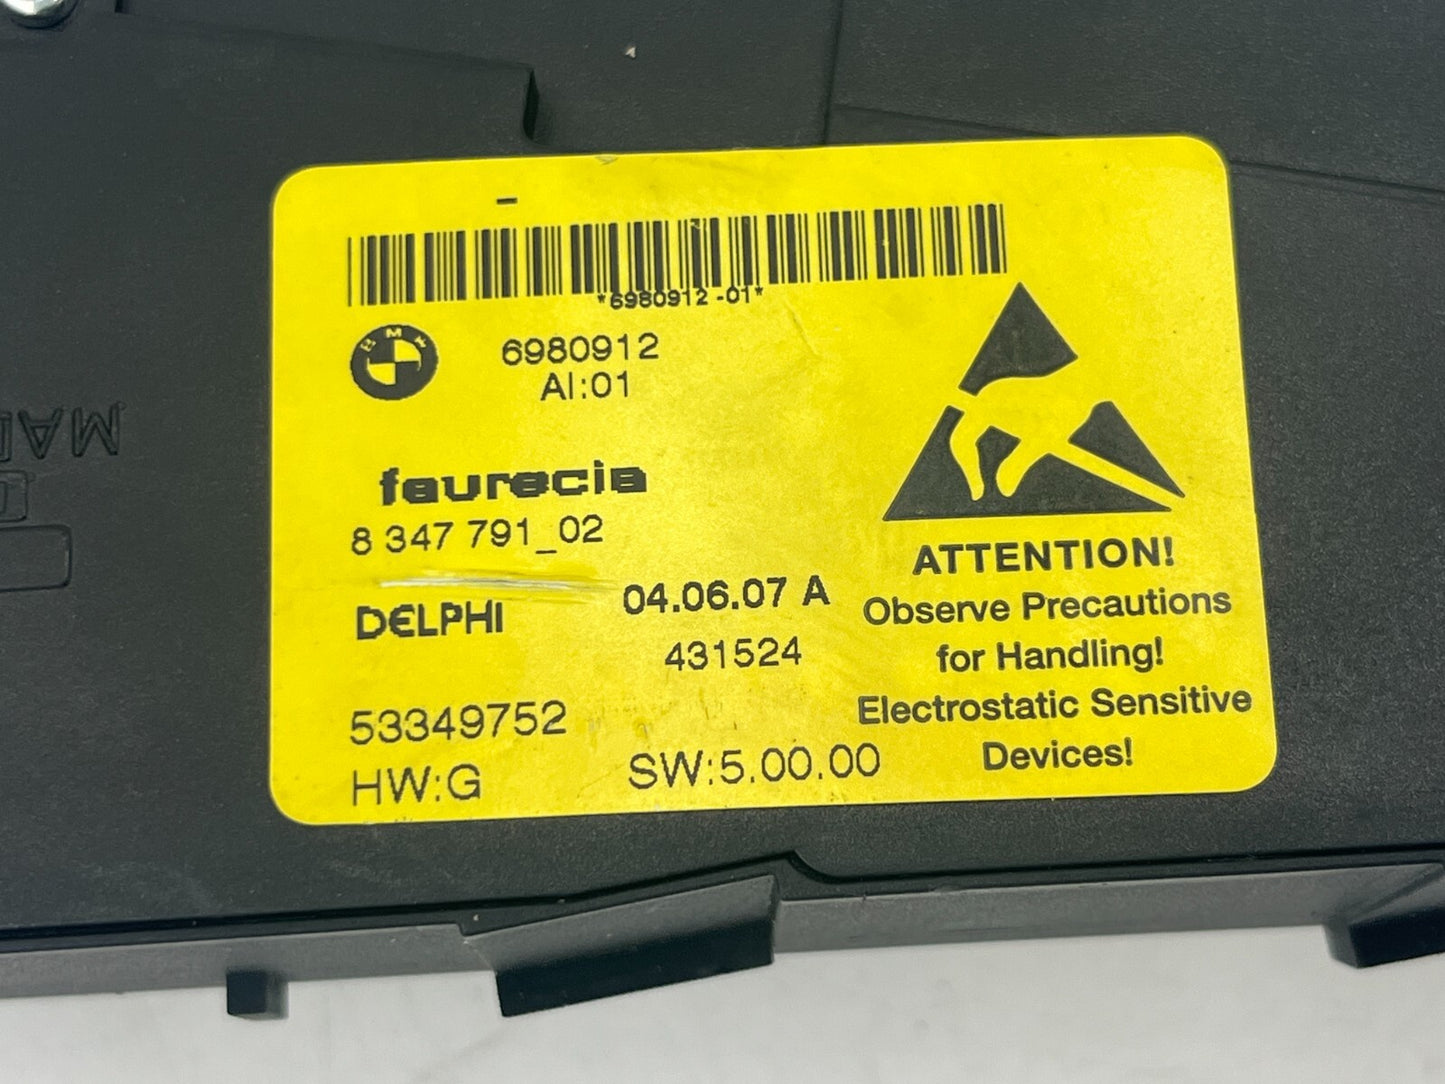 *6980912-01*
BMW
6980912
AI:01
faurecia
8 347 791_02
DELPHI
04.06.07 A
431524
53349752
HW:G
SW:5.00.00
ATTENTION!
Observe Precautions
for Handling!
Electrostatic Sensitive
Devices!